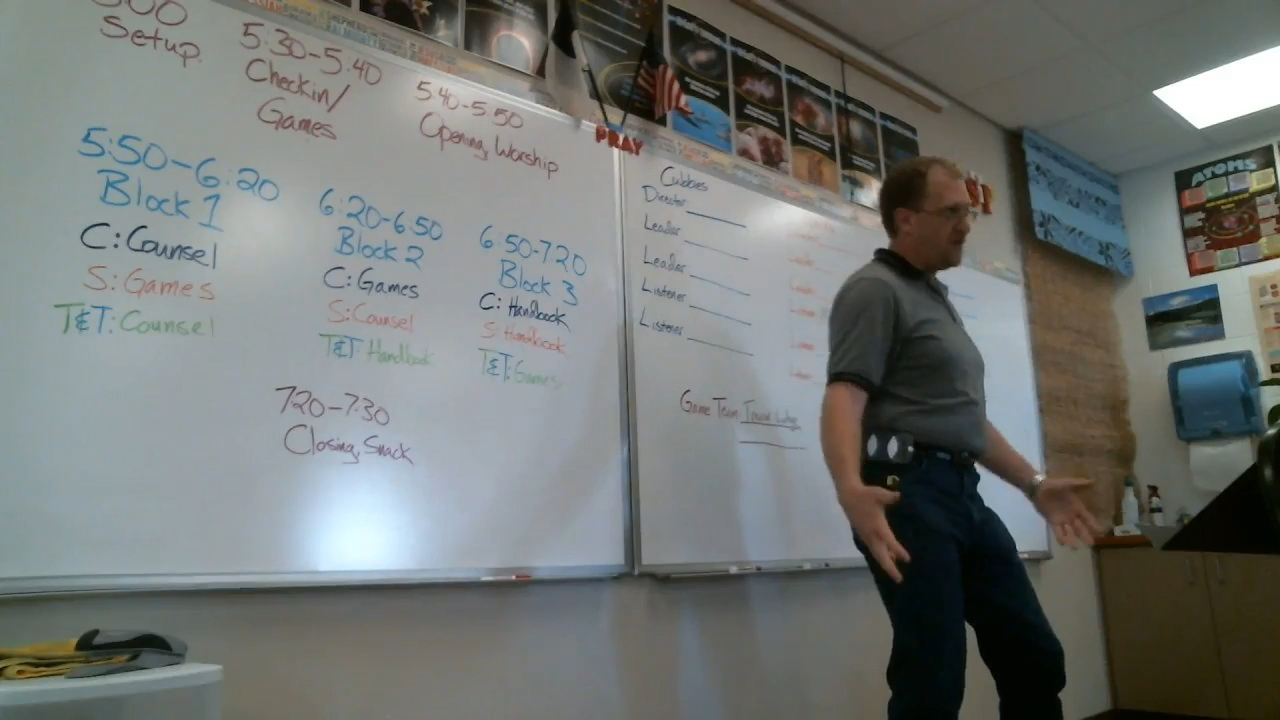 Setup
5:30-5:40
Checkin/
Games
5:40-5:50
Opening, Worship
5:50-6:20
Block 1
C: Counsel
S: Games
T&T: Counsel
6:20-6:50
Block 2
C: Games
S: Counsel
T&T: Handbook
6:50-7:20
Block 3
C: Handbook
S: Handbook
T&T: Games
7:20-7:30
Closing, Snack
PRAY
Cubbies
Director
Leader
Leader
Listener
Listener
Game Team
ATOMS